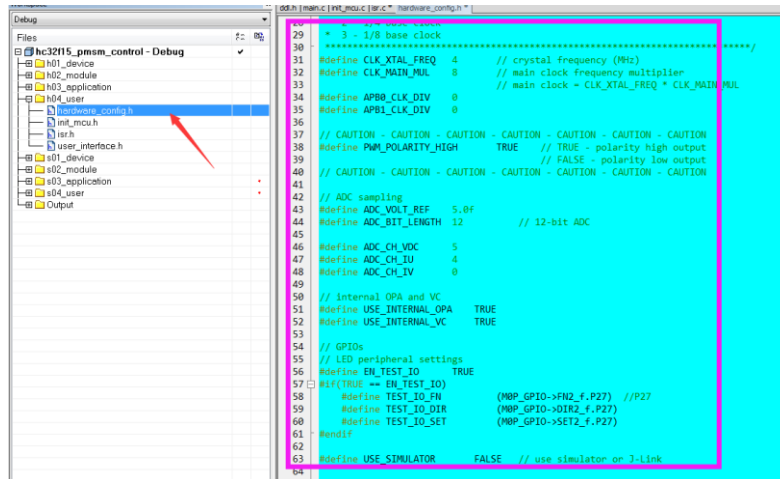 Debug
Files
hc32f15_pmsm_control - Debug
h01_device
h02_module
h03_application
h04_user
hardware_config.h
init_mcu.h
isr.h
user_interface.h
s01_device
s02_module
s03_application
s04_user
Output
ddl.h | main.c | init_mcu.c | isr.c * hardware_config.h *
28 * 2 - 1/4 base clock
29 * 3 - 1/8 base clock
30 ******************************************************************************/
31 #define CLK_XTAL_FREQ 4 // crystal frequency (MHz)
32 #define CLK_MAIN_MUL 8 // main clock frequency multiplier
33 // main clock = CLK_XTAL_FREQ * CLK_MAIN_MUL
34 #define APB0_CLK_DIV 0
35 #define APB1_CLK_DIV 0
36
37 // CAUTION - CAUTION - CAUTION - CAUTION - CAUTION - CAUTION
38 #define PWM_POLARITY_HIGH TRUE // TRUE - polarity high output
39 // FALSE - polarity low output
40 // CAUTION - CAUTION - CAUTION - CAUTION - CAUTION - CAUTION
41
42 // ADC sampling
43 #define ADC_VOLT_REF 5.0f
44 #define ADC_BIT_LENGTH 12 // 12-bit ADC
45
46 #define ADC_CH_VDC 5
47 #define ADC_CH_IU 4
48 #define ADC_CH_IV 0
49
50 // internal OPA and VC
51 #define USE_INTERNAL_OPA TRUE
52 #define USE_INTERNAL_VC TRUE
53
54 // GPIOs
55 // LED peripheral settings
56 #define EN_TEST_IO TRUE
57 #if(TRUE == EN_TEST_IO)
58 #define TEST_IO_FN (M0P_GPIO->FN2_f.P27) //P27
59 #define TEST_IO_DIR (M0P_GPIO->DIR2_f.P27)
60 #define TEST_IO_SET (M0P_GPIO->SET2_f.P27)
61 #endif
62
63 #define USE_SIMULATOR FALSE // use simulator or J-Link
64